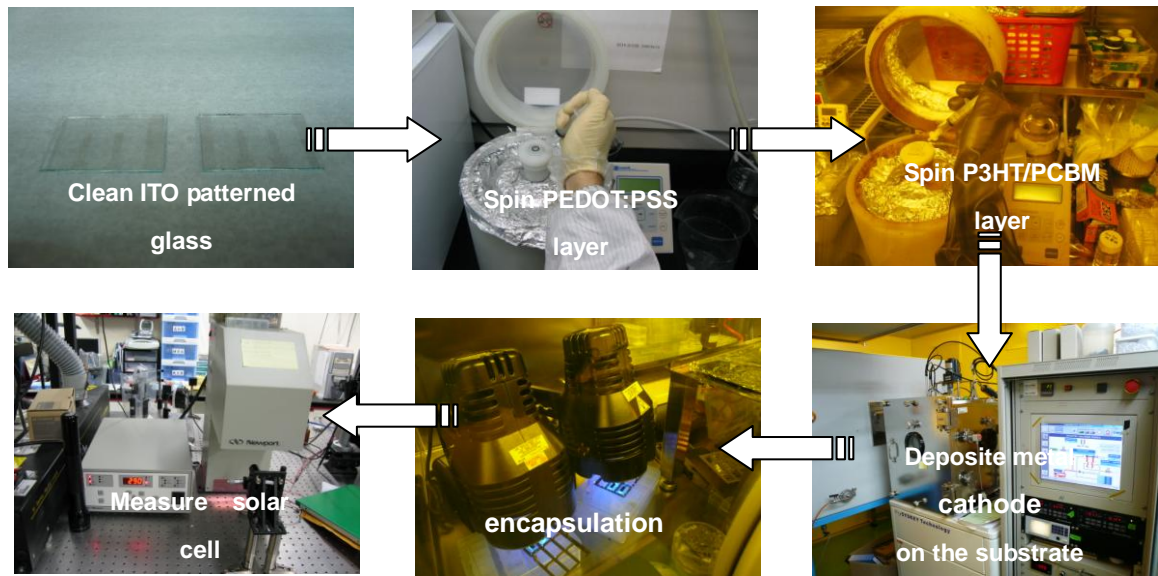 Clean ITO patterned
glass
Spin PEDOT:PSS
layer
Spin P3HT/PCBM
layer
Deposite metal
cathode
on the substrate
encapsulation
Measure solar
cell
Newport